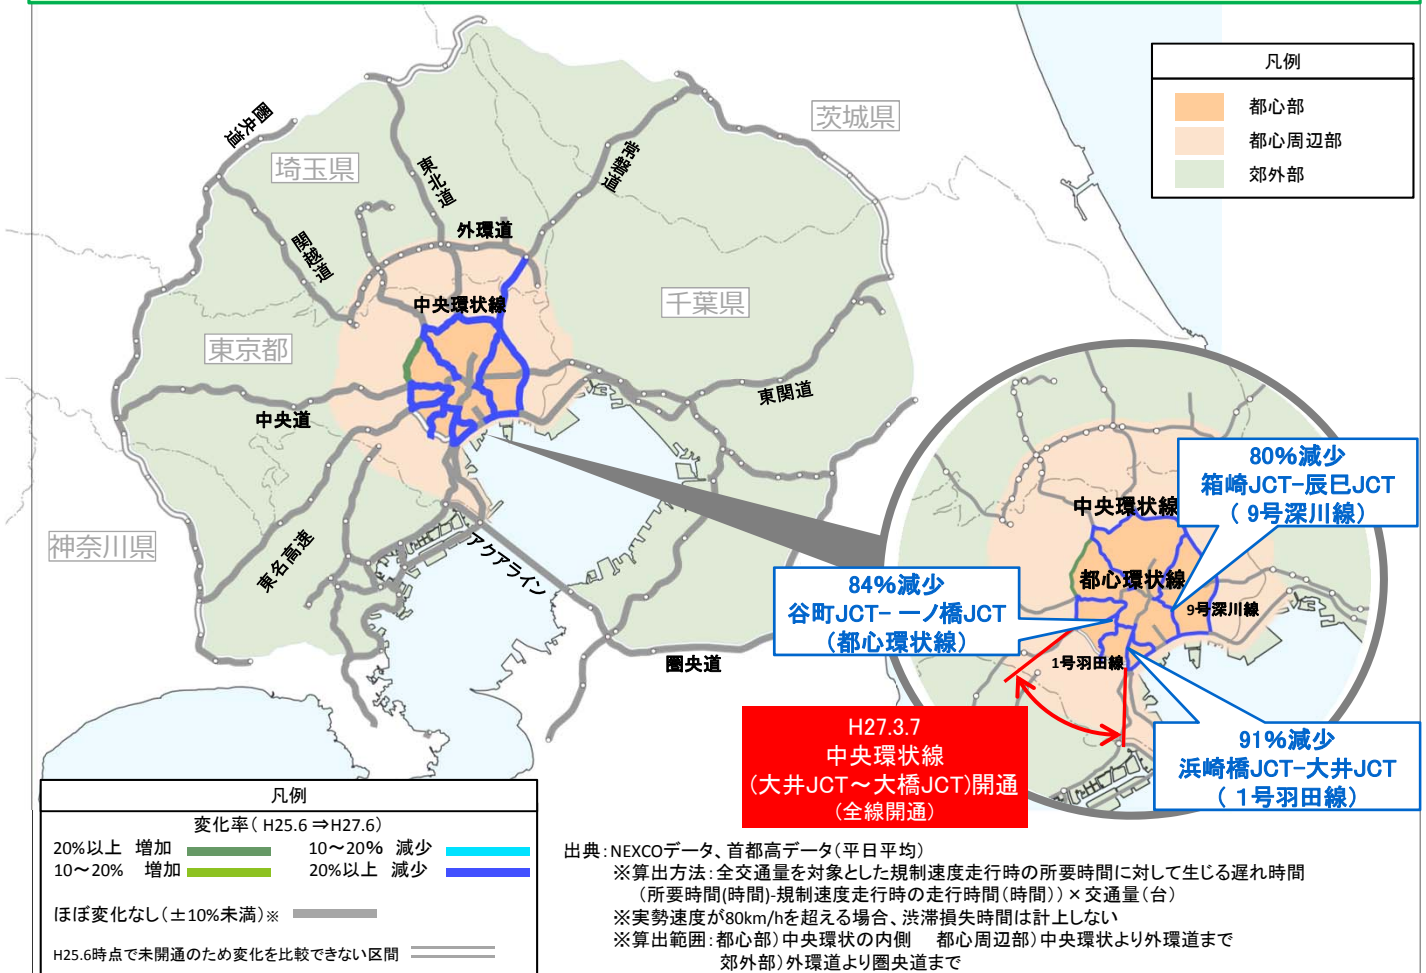 凡例
都心部
都心周辺部
郊外部
茨城県
圏央道
埼玉県
東北道
常磐道
外環道
関越道
中央環状線
千葉県
東京都
東関道
中央道
神奈川県
東名高速
アクアライン
圏央道
80%減少
箱崎JCT-辰巳JCT
( 9号深川線)
中央環状線
都心環状線
84%減少
谷町JCT- 一ノ橋JCT
(都心環状線)
9号深川線
1号羽田線
H27.3.7
中央環状線
(大井JCT～大橋JCT)開通
(全線開通)
91%減少
浜崎橋JCT-大井JCT
( 1号羽田線)
凡例
変化率( H25.6 ⇒H27.6)
20%以上 増加 10～20% 減少
10～20% 増加 20%以上 減少
ほぼ変化なし(±10%未満)※
H25.6時点で未開通のため変化を比較できない区間
出典:NEXCOデータ、首都高データ(平日平均)
※算出方法:全交通量を対象とした規制速度走行時の所要時間に対して生じる遅れ時間
(所要時間(時間)-規制速度走行時の走行時間(時間))×交通量(台)
※実勢速度が80km/hを超える場合、渋滞損失時間は計上しない
※算出範囲:都心部)中央環状の内側 都心周辺部)中央環状より外環道まで
郊外部)外環道より圏央道まで